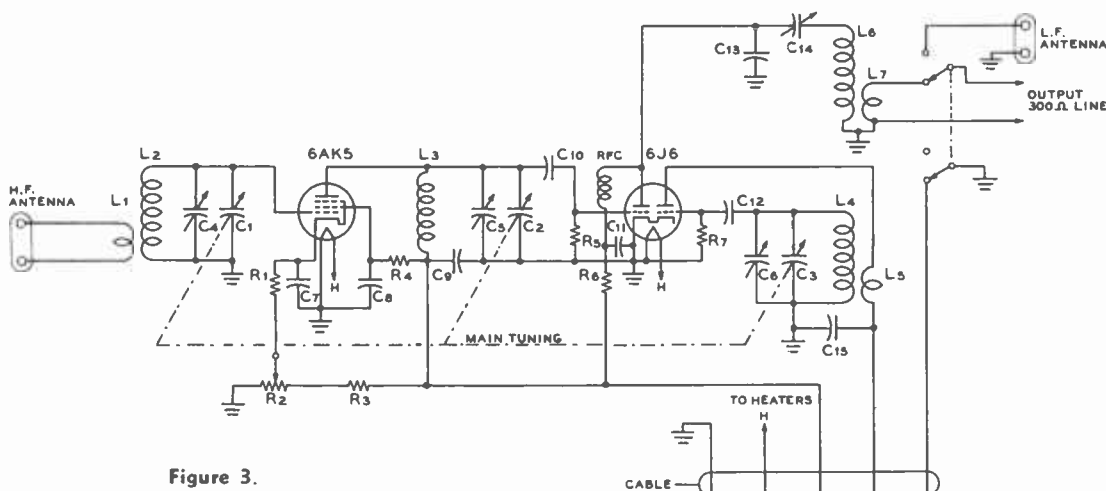 L6
L.F.
ANTENNA
C13
C14
L7
OUTPUT
300Ω LINE
L2
6AK5
L3
C10
RFC
6J6
H.F.
ANTENNA
L1
C4
C1
C5
C2
C11
C12
L4
R1
R4
C9
R5
R7
C6
C3
L5
C7
H
C8
R6
H
MAIN TUNING
C15
R2
R3
TO HEATERS
H
Figure 3.
CABLE